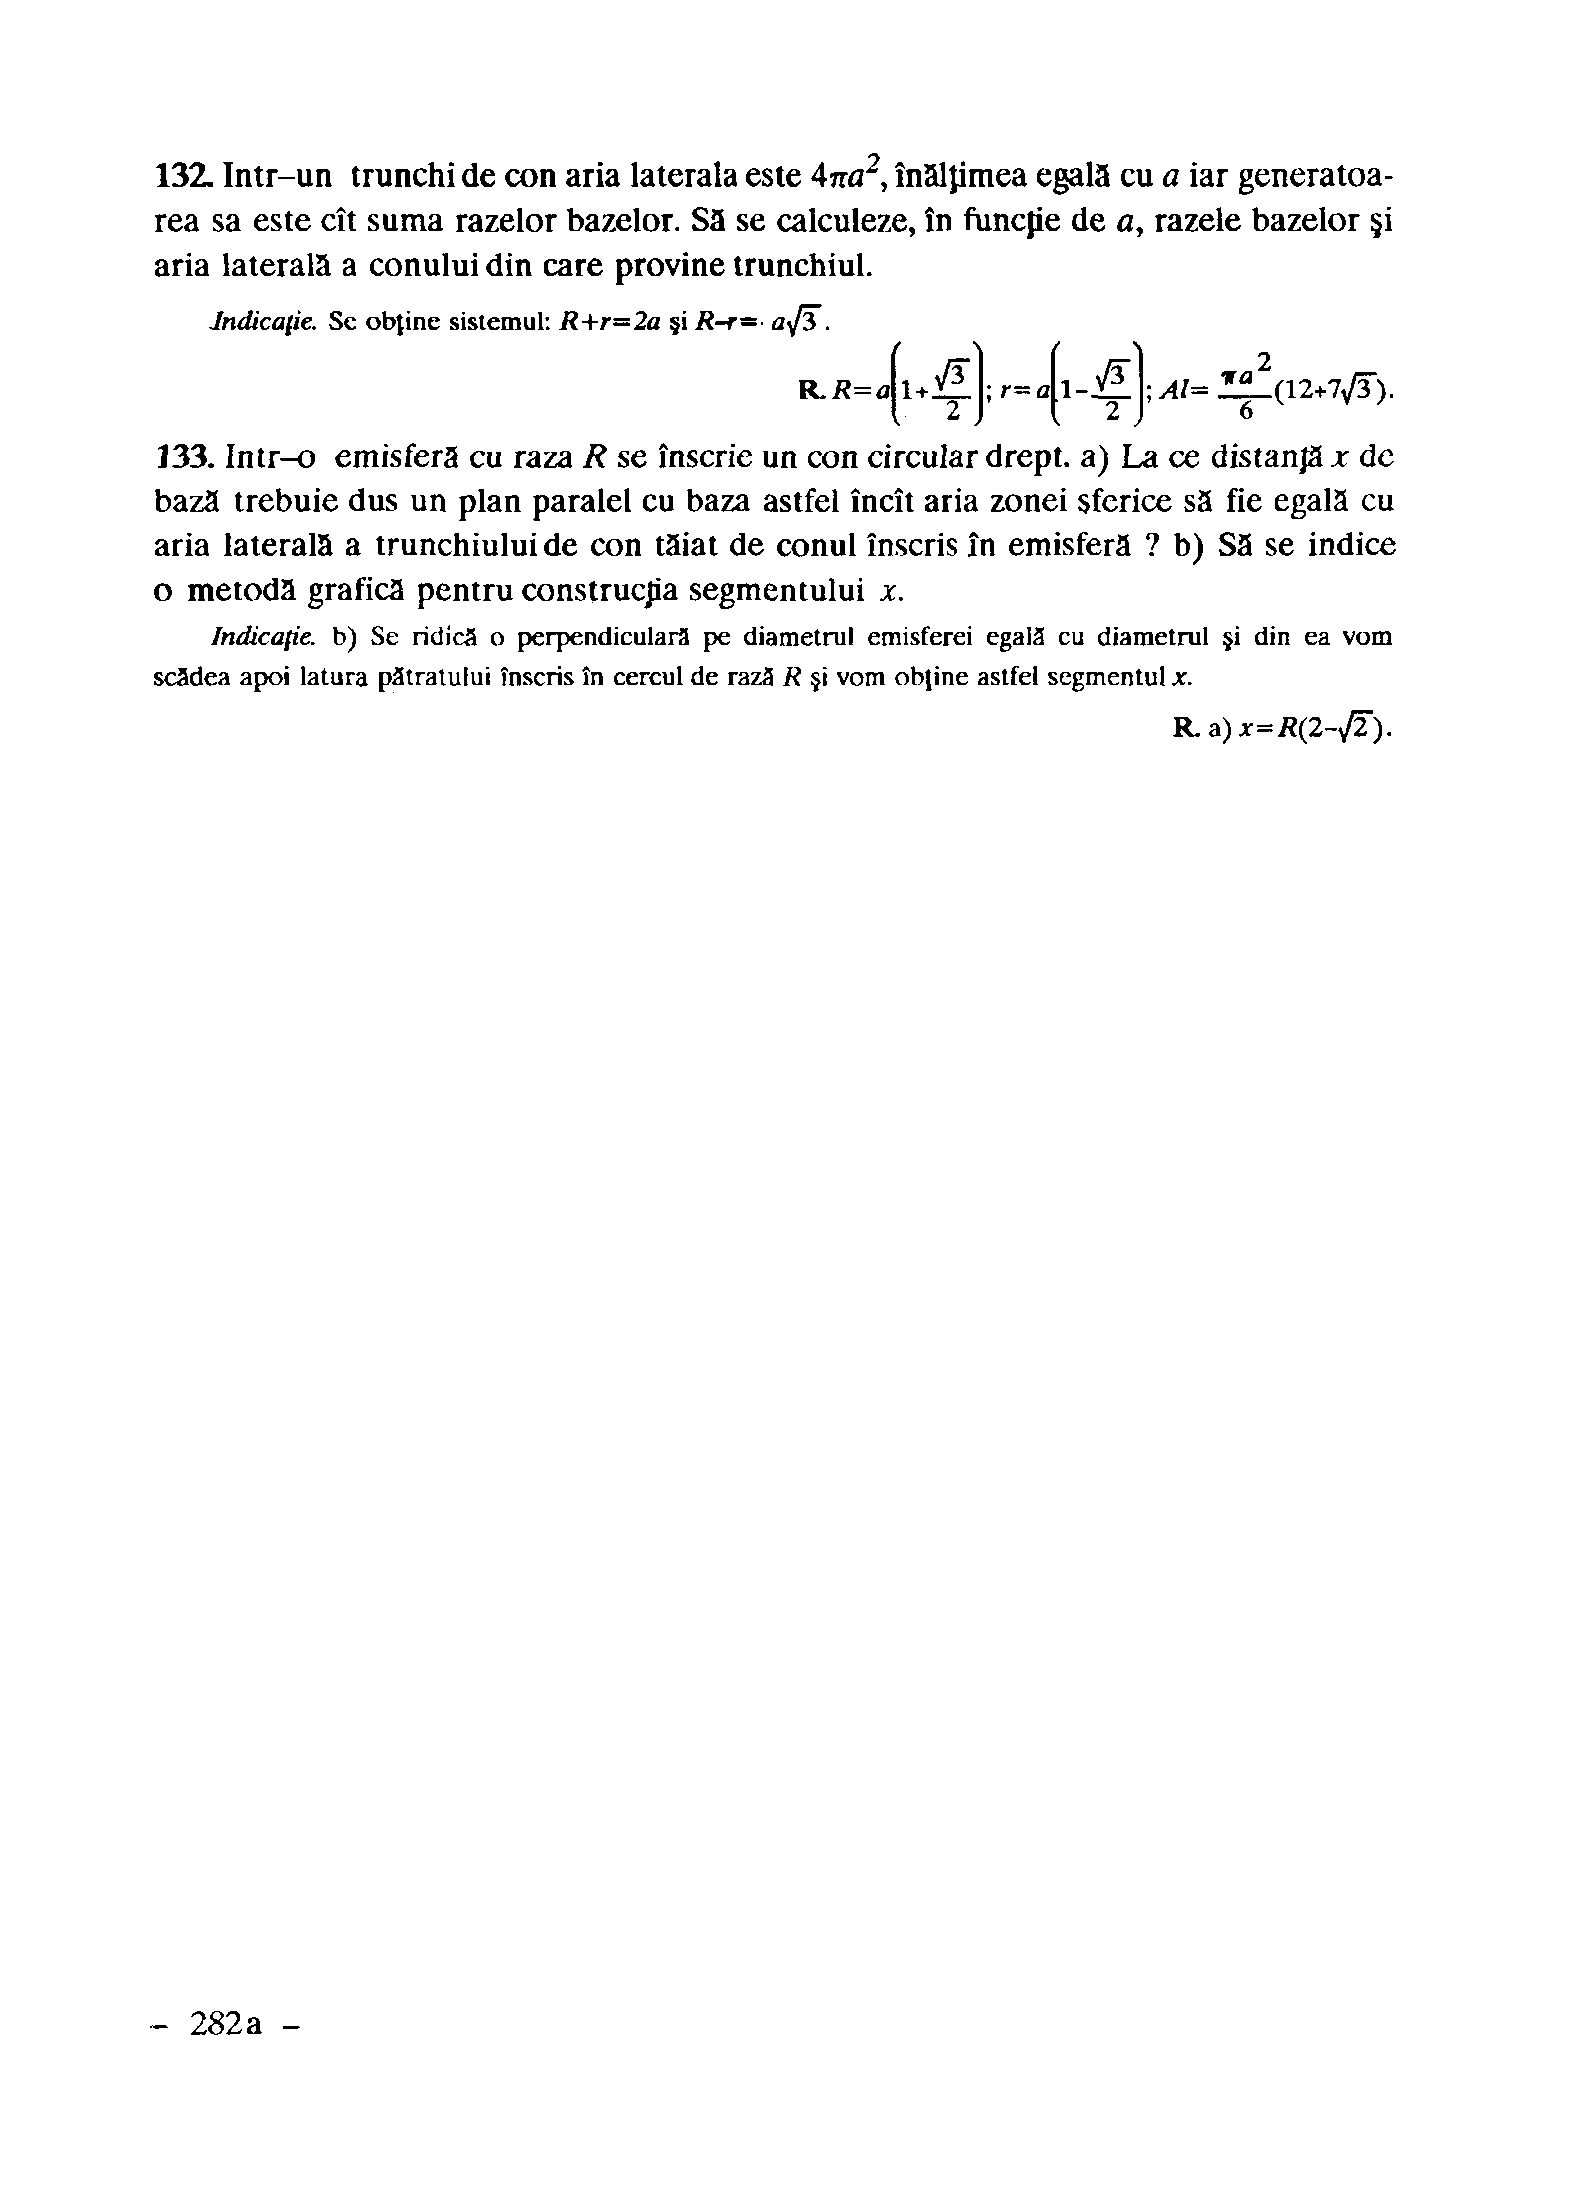 132. Intr–un trunchi de con aria laterala este 4πa², înălţimea egală cu a iar generatoa-
rea sa este cît suma razelor bazelor. Să se calculeze, în funcţie de a, razele bazelor şi
aria laterală a conului din care provine trunchiul.
Indicaţie. Se obţine sistemul: R+r=2a şi R–r= a√3.
R. R=a(1+√3/2); r=a(1-√3/2); Al= πa²/6(12+7√3).
133. Intr–o emisferă cu raza R se înscrie un con circular drept. a) La ce distanţă x de
bază trebuie dus un plan paralel cu baza astfel încît aria zonei sferice să fie egală cu
aria laterală a trunchiului de con tăiat de conul înscris în emisferă ? b) Să se indice
o metodă grafică pentru construcţia segmentului x.
Indicaţie. b) Se ridică o perpendiculară pe diametrul emisferei egală cu diametrul şi din ea vom
scădea apoi latura pătratului înscris în cercul de rază R şi vom obţine astfel segmentul x.
R. a) x=R(2-√2).
– 282a –